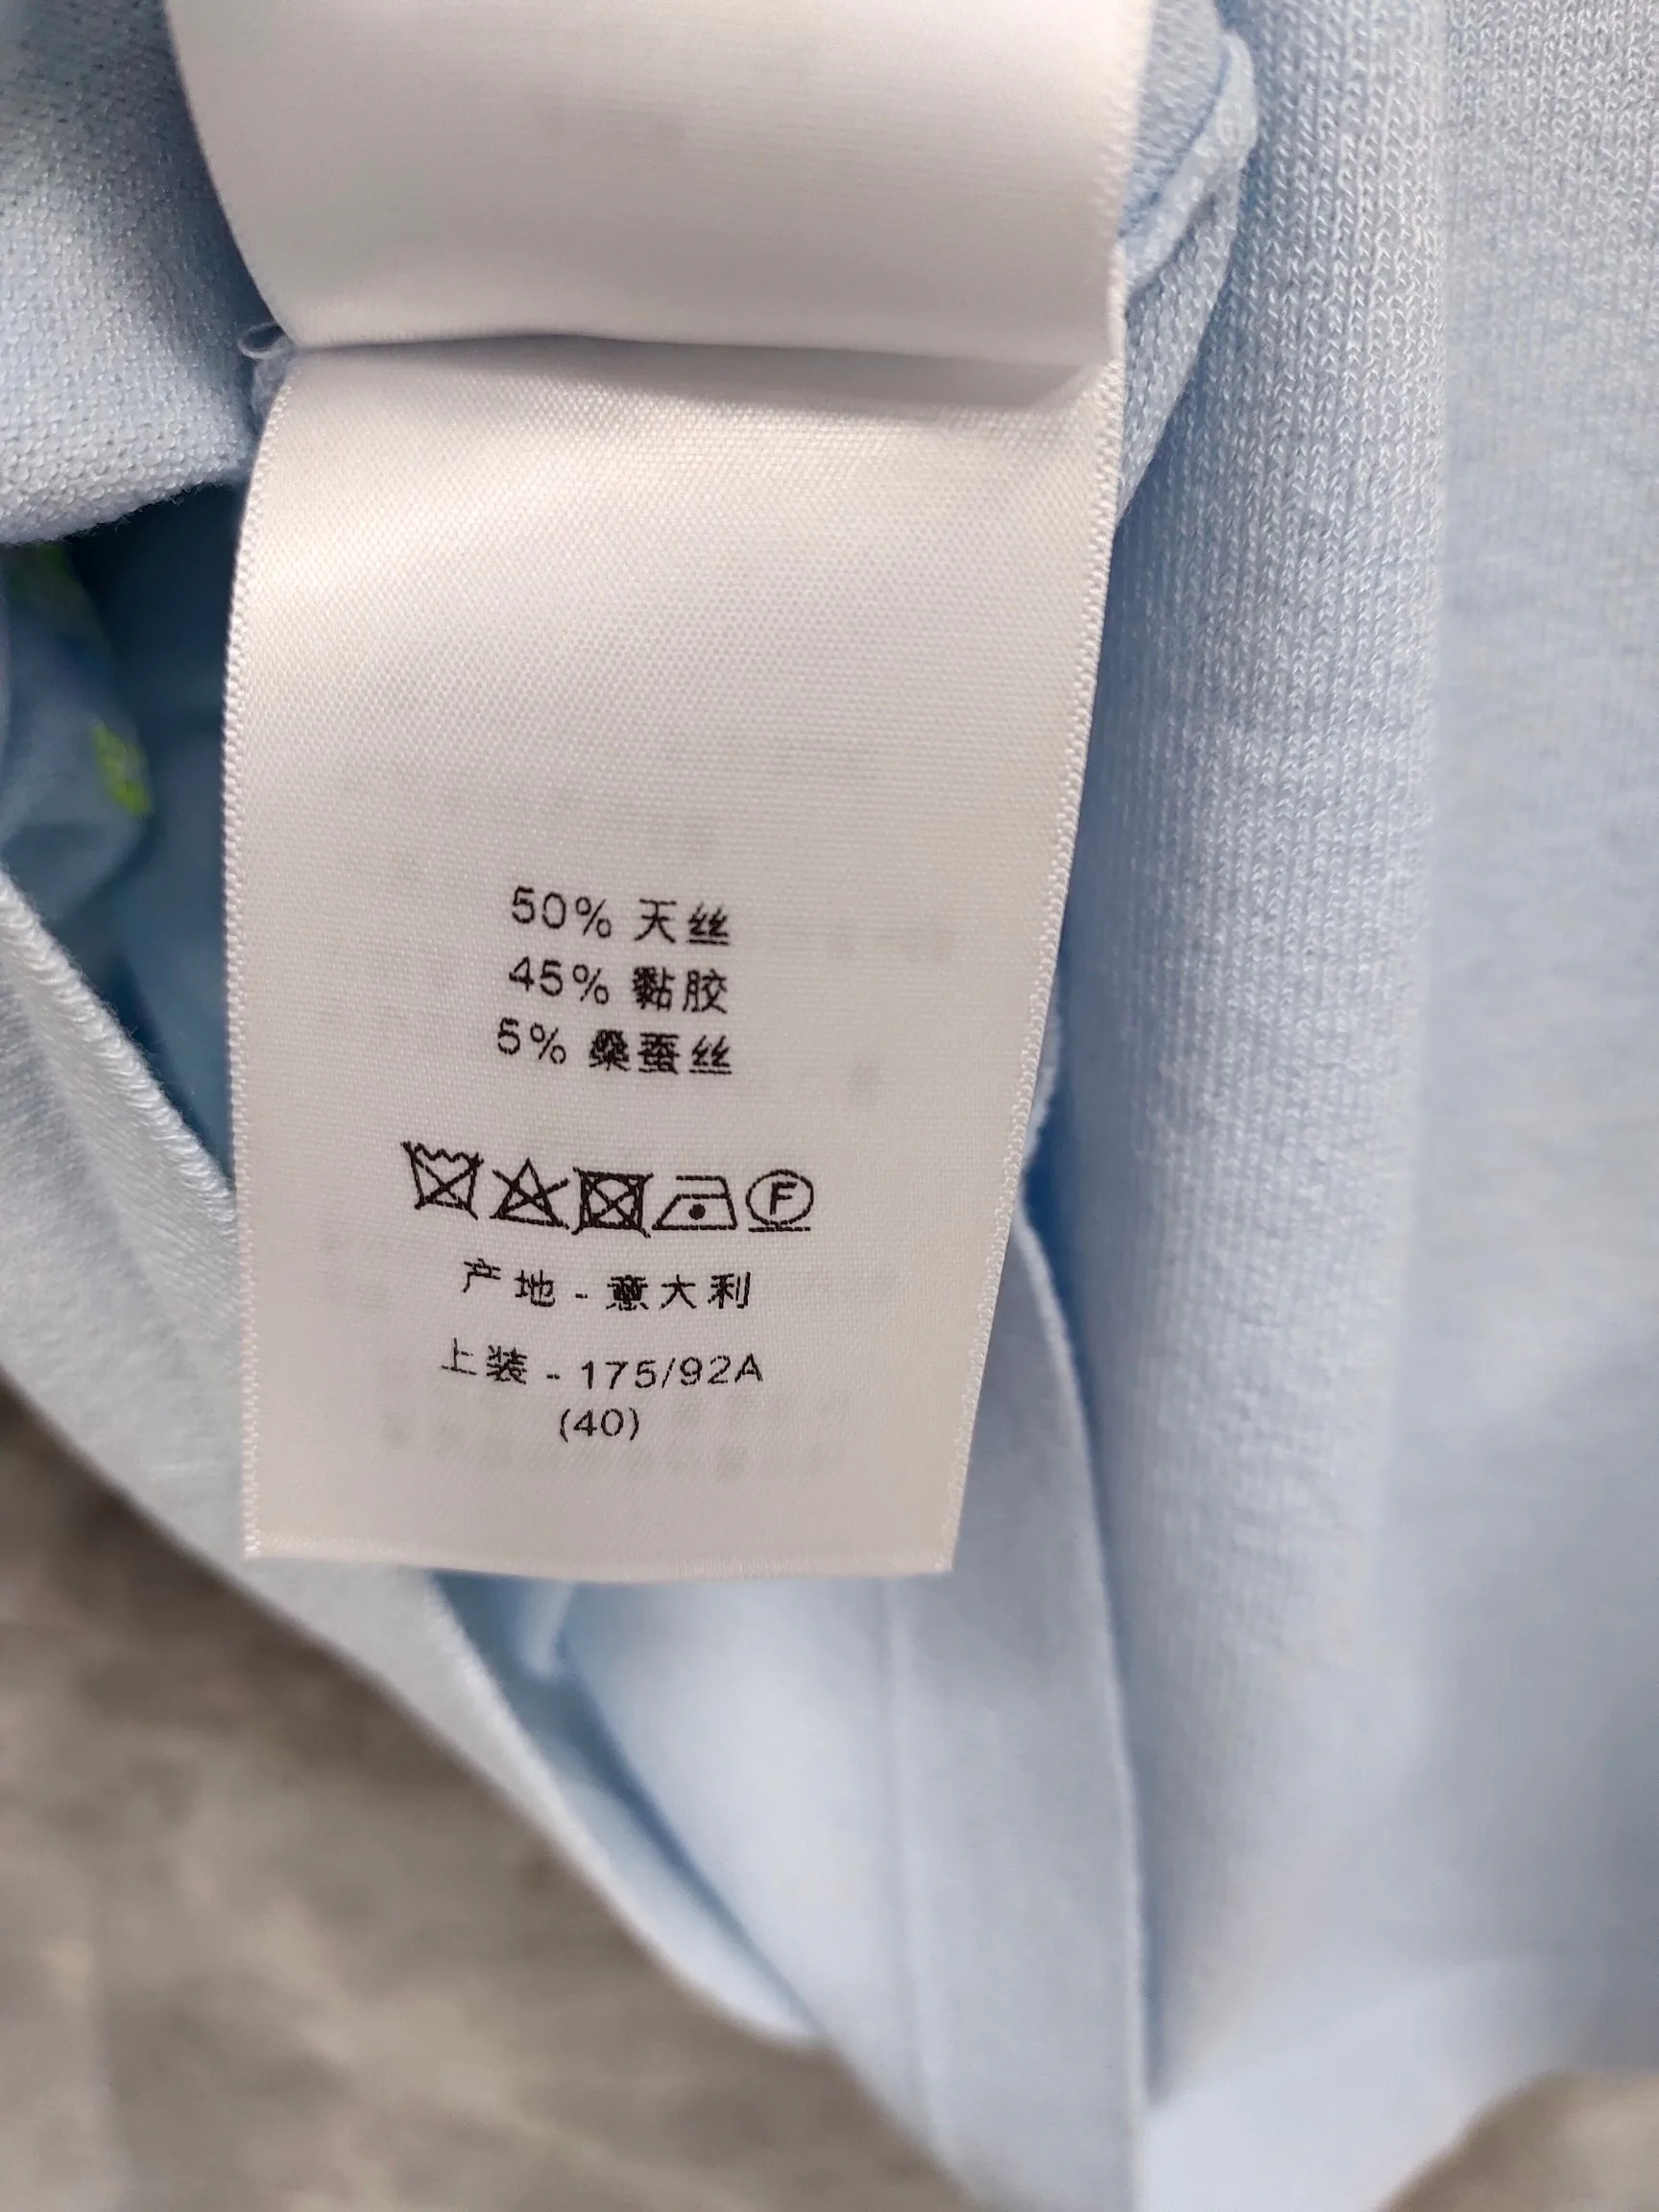 50% 天丝
45% 黏胶
5% 桑蚕丝
F
产地 - 意大利
上装 - 175/92A
(40)